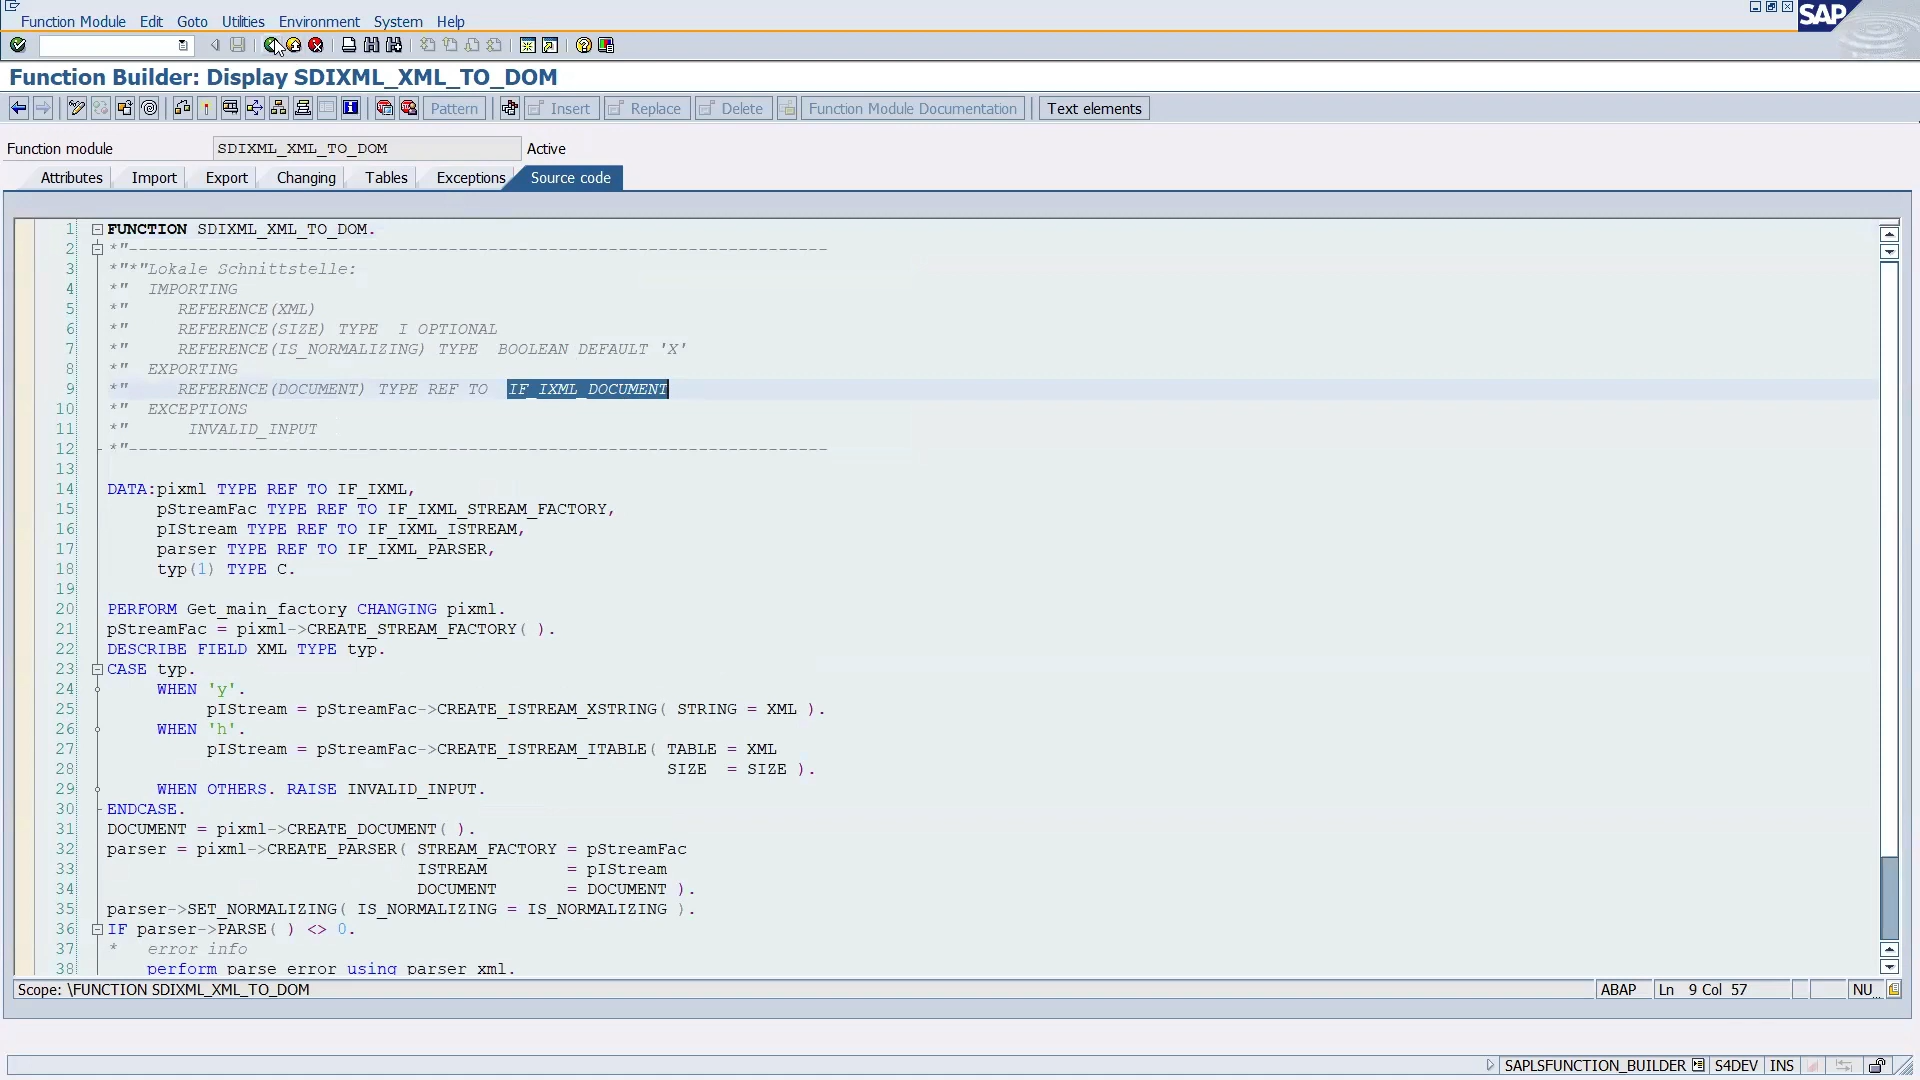 Function Module Edit Goto Utilities Environment System Help
SAP
Function Builder: Display SDIXML_XML_TO_DOM
Pattern Insert Replace Delete Function Module Documentation Text elements
Function module SDIXML_XML_TO_DOM Active
Attributes Import Export Changing Tables Exceptions Source code
1 FUNCTION SDIXML_XML_TO_DOM.
2 *"----------------------------------------------------------------------
3 *"*"Lokale Schnittstelle:
4 *" IMPORTING
5 *" REFERENCE(XML)
6 *" REFERENCE(SIZE) TYPE I OPTIONAL
7 *" REFERENCE(IS_NORMALIZING) TYPE BOOLEAN DEFAULT 'X'
8 *" EXPORTING
9 *" REFERENCE(DOCUMENT) TYPE REF TO IF_IXML_DOCUMENT
10 *" EXCEPTIONS
11 *" INVALID_INPUT
12 *"----------------------------------------------------------------------
13
14 DATA:pixml TYPE REF TO IF_IXML,
15 pStreamFac TYPE REF TO IF_IXML_STREAM_FACTORY,
16 pIStream TYPE REF TO IF_IXML_ISTREAM,
17 parser TYPE REF TO IF_IXML_PARSER,
18 typ(1) TYPE C.
19
20 PERFORM Get_main_factory CHANGING pixml.
21 pStreamFac = pixml->CREATE_STREAM_FACTORY( ).
22 DESCRIBE FIELD XML TYPE typ.
23 CASE typ.
24 WHEN 'y'.
25 pIStream = pStreamFac->CREATE_ISTREAM_XSTRING( STRING = XML ).
26 WHEN 'h'.
27 pIStream = pStreamFac->CREATE_ISTREAM_ITABLE( TABLE = XML
28 SIZE = SIZE ).
29 WHEN OTHERS. RAISE INVALID_INPUT.
30 ENDCASE.
31 DOCUMENT = pixml->CREATE_DOCUMENT( ).
32 parser = pixml->CREATE_PARSER( STREAM_FACTORY = pStreamFac
33 ISTREAM = pIStream
34 DOCUMENT = DOCUMENT ).
35 parser->SET_NORMALIZING( IS_NORMALIZING = IS_NORMALIZING ).
36 IF parser->PARSE( ) <> 0.
37 * error info
38 perform parse_error using parser xml.
Scope: \FUNCTION SDIXML_XML_TO_DOM ABAP Ln 9 Col 57 NU
SAPLSFUNCTION_BUILDER S4DEV INS